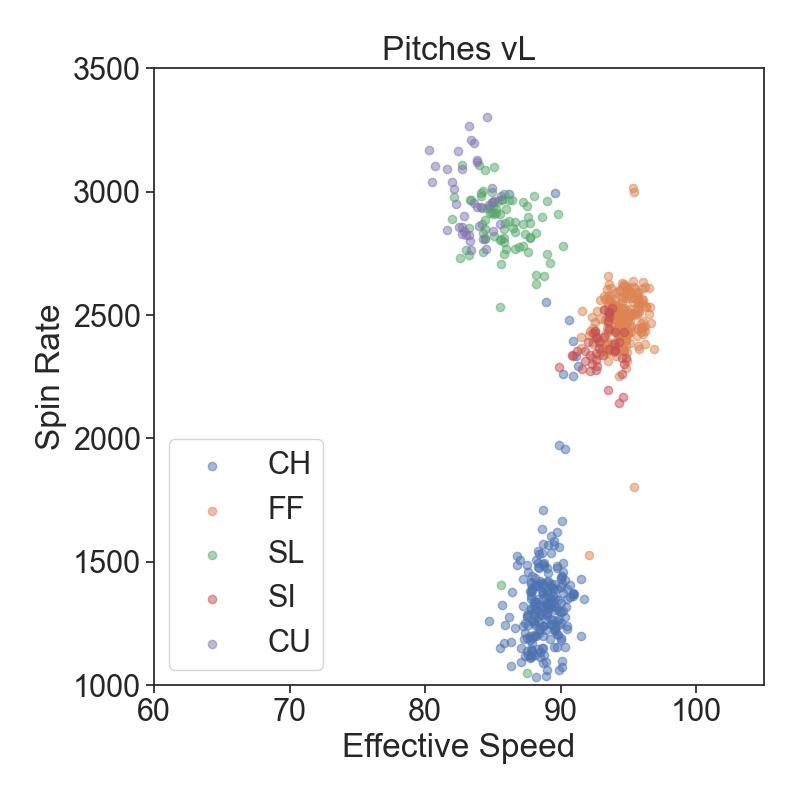 Pitches vL
3500
3000
2500
2000
1500
1000
Spin Rate
CH
FF
SL
SI
CU
60 70 80 90 100
Effective Speed